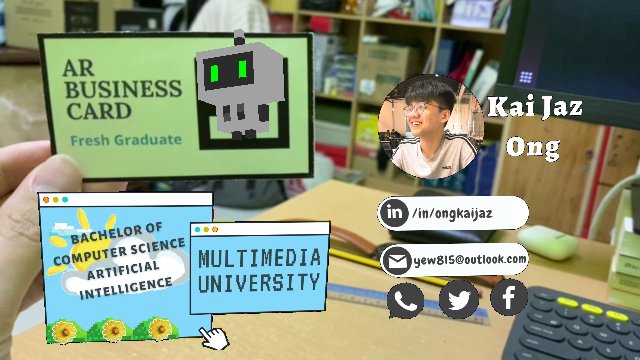 AR
BUSINESS
CARD
Fresh Graduate
Kai Jaz
Ong
in /in/ongkaijaz
yew815@outlook.com
BACHELOR OF
COMPUTER SCIENCE
ARTIFICIAL
INTELLIGENCE
MULTIMEDIA
UNIVERSITY